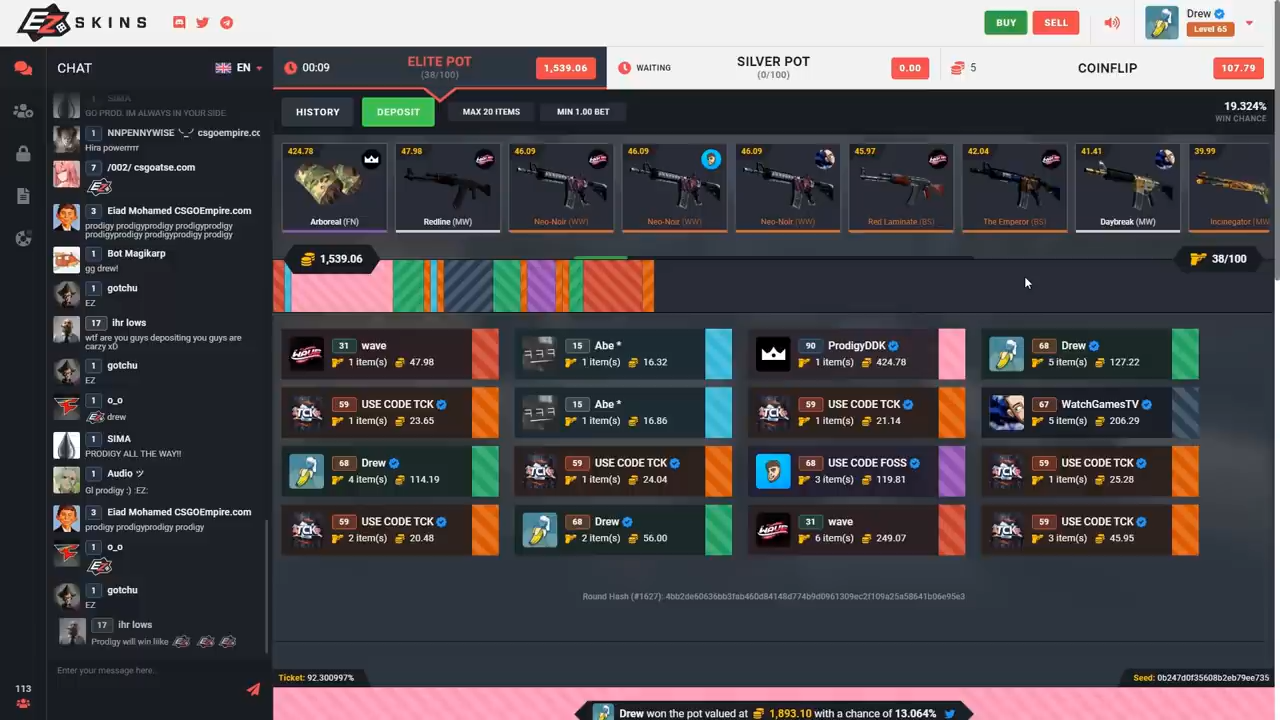 EZ SKINS
BUY
SELL
Drew
Level 65
CHAT
EN
00:09
ELITE POT
(38/100)
1,539.06
WAITING
SILVER POT
(0/100)
0.00
5
COINFLIP
107.79
HISTORY
DEPOSIT
MAX 20 ITEMS
MIN 1.00 BET
19.324%
WIN CHANCE
1 SIMA
GO PROD. IM ALWAYS IN YOUR SIDE.
1 NNPENNYWISE ╰_╯ csgoempire.cc
Hira powerrrr
7 /002/ csgoatse.com
EZ
3 Eiad Mohamed CSGOEmpire.com
prodigy prodigyprodigy prodigyprodigy
prodigyprodigy prodigyprodigy prodigy
1 Bot Magikarp
gg drew!
1 gotchu
EZ
17 ihr lows
wtf are you guys depositing you guys are
carzy xD
1 gotchu
EZ
1 o_o
EZ drew
1 SIMA
PRODIGY ALL THE WAY!!
1 Audio ツ
Gl prodigy :) :EZ:
3 Eiad Mohamed CSGOEmpire.com
prodigy prodigyprodigy prodigy
1 o_o
EZ
1 gotchu
EZ
17 ihr lows
Prodigy will win liike EZ EZ EZ
Enter your message here..
113
424.78
Arboreal (FN)
47.98
Redline (MW)
46.09
Neo-Noir (WW)
46.09
Neo-Noir (WW)
46.09
Neo-Noir (WW)
45.97
Red Laminate (BS)
42.04
The Emperor (BS)
41.41
Daybreak (MW)
39.99
Incinegator (MW
1,539.06
38/100
31 wave
1 item(s) 47.98
15 Abe *
1 item(s) 16.32
90 ProdigyDDK
1 item(s) 424.78
68 Drew
5 item(s) 127.22
59 USE CODE TCK
1 item(s) 23.65
15 Abe *
1 item(s) 16.86
59 USE CODE TCK
1 item(s) 21.14
67 WatchGamesTV
5 item(s) 206.29
68 Drew
4 item(s) 114.19
59 USE CODE TCK
1 item(s) 24.04
68 USE CODE FOSS
3 item(s) 119.81
59 USE CODE TCK
1 item(s) 25.28
59 USE CODE TCK
2 item(s) 20.48
68 Drew
2 item(s) 56.00
31 wave
6 item(s) 249.07
59 USE CODE TCK
3 item(s) 45.95
Round Hash (#1627): 4bb2de60636bb3fab460d84148d774b9d0961309ec2f109a25a58641b06e95e3
Ticket: 92.300997%
Seed: 0b247d0f35608b2eb79ee735
Drew won the pot valued at 1,893.10 with a chance of 13.064%